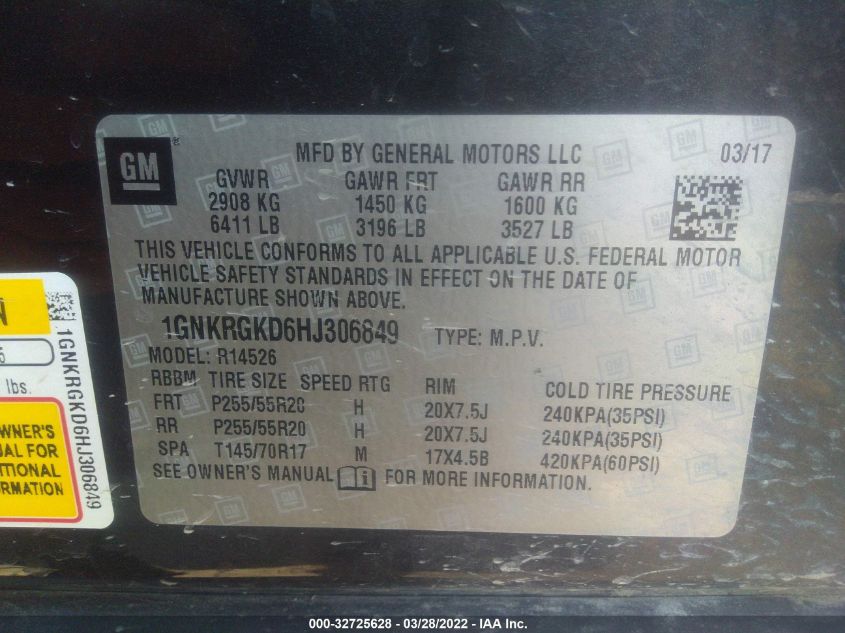 GM
®
MFD BY GENERAL MOTORS LLC 03/17
GVWR GAWR FRT GAWR RR
2908 KG 1450 KG 1600 KG
6411 LB 3196 LB 3527 LB
THIS VEHICLE CONFORMS TO ALL APPLICABLE U.S. FEDERAL MOTOR
VEHICLE SAFETY STANDARDS IN EFFECT ON THE DATE OF
MANUFACTURE SHOWN ABOVE.
1GNKRGKD6HJ306849 TYPE: M.P.V.
MODEL: R14526
RBBM TIRE SIZE SPEED RTG RIM COLD TIRE PRESSURE
FRT P255/55R20 H 20X7.5J 240KPA(35PSI)
RR P255/55R20 H 20X7.5J 240KPA(35PSI)
SPA T145/70R17 M 17X4.5B 420KPA(60PSI)
SEE OWNER'S MANUAL FOR MORE INFORMATION.
N
lbs.
WNER'S
UAL FOR
ITIONAL
RMATION
1GNKRGKD6HJ306849
000-32725628 - 03/28/2022 - IAA, Inc.